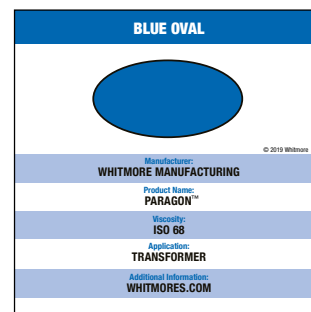 BLUE OVAL
© 2019 Whitmore
Manufacturer:
WHITMORE MANUFACTURING
Product Name:
PARAGON™
Viscosity:
ISO 68
Application:
TRANSFORMER
Additional Information:
WHITMORES.COM